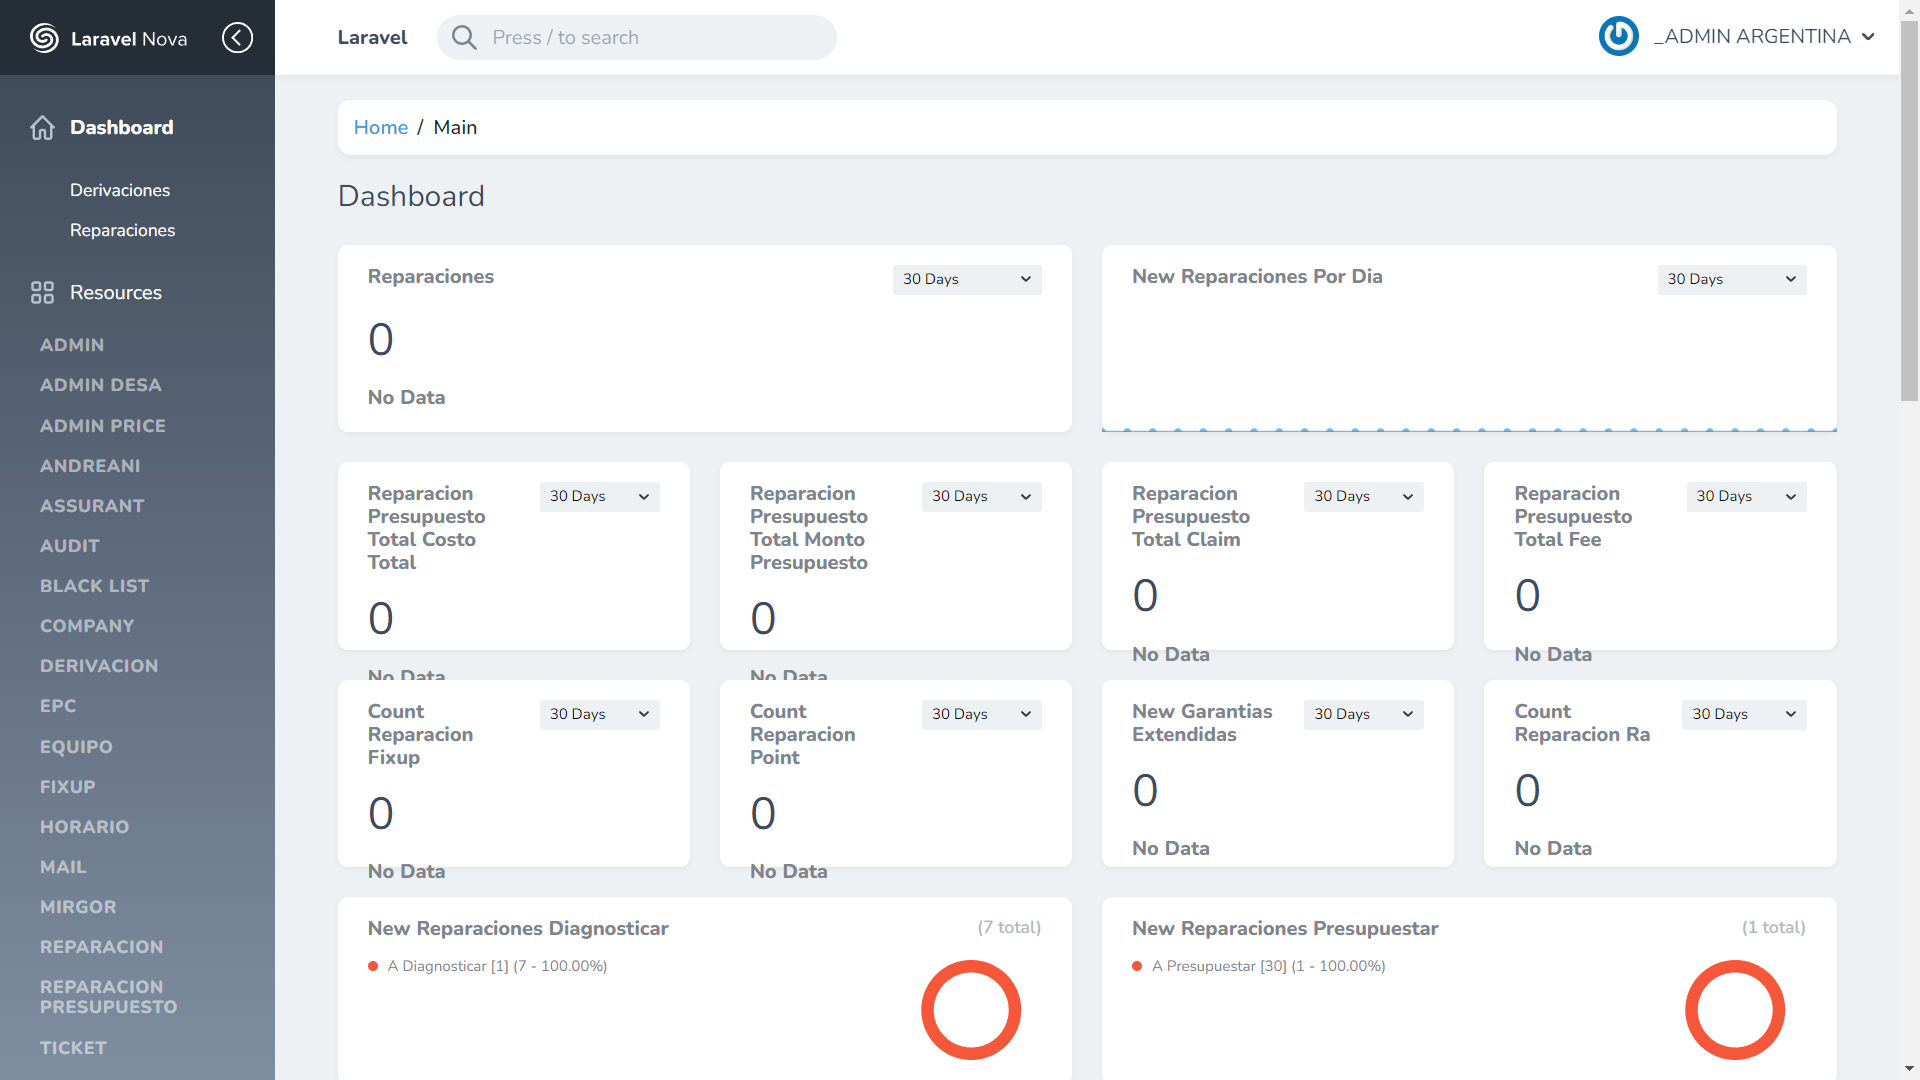 Laravel Nova
Laravel
Press / to search
_ADMIN ARGENTINA
Dashboard
Derivaciones
Reparaciones
Resources
ADMIN
ADMIN DESA
ADMIN PRICE
ANDREANI
ASSURANT
AUDIT
BLACK LIST
COMPANY
DERIVACION
EPC
EQUIPO
FIXUP
HORARIO
MAIL
MIRGOR
REPARACION
REPARACION
PRESUPUESTO
TICKET
Home / Main
Dashboard
Reparaciones
30 Days
0
No Data
New Reparaciones Por Dia
30 Days
Reparacion
Presupuesto
Total Costo
Total
30 Days
0
No Data
Reparacion
Presupuesto
Total Monto
Presupuesto
30 Days
0
No Data
Reparacion
Presupuesto
Total Claim
30 Days
0
No Data
Reparacion
Presupuesto
Total Fee
30 Days
0
No Data
Count
Reparacion
Fixup
30 Days
0
No Data
Count
Reparacion
Point
30 Days
0
No Data
New Garantias
Extendidas
30 Days
0
No Data
Count
Reparacion Ra
30 Days
0
No Data
New Reparaciones Diagnosticar
(7 total)
A Diagnosticar [1] (7 - 100.00%)
New Reparaciones Presupuestar
(1 total)
A Presupuestar [30] (1 - 100.00%)